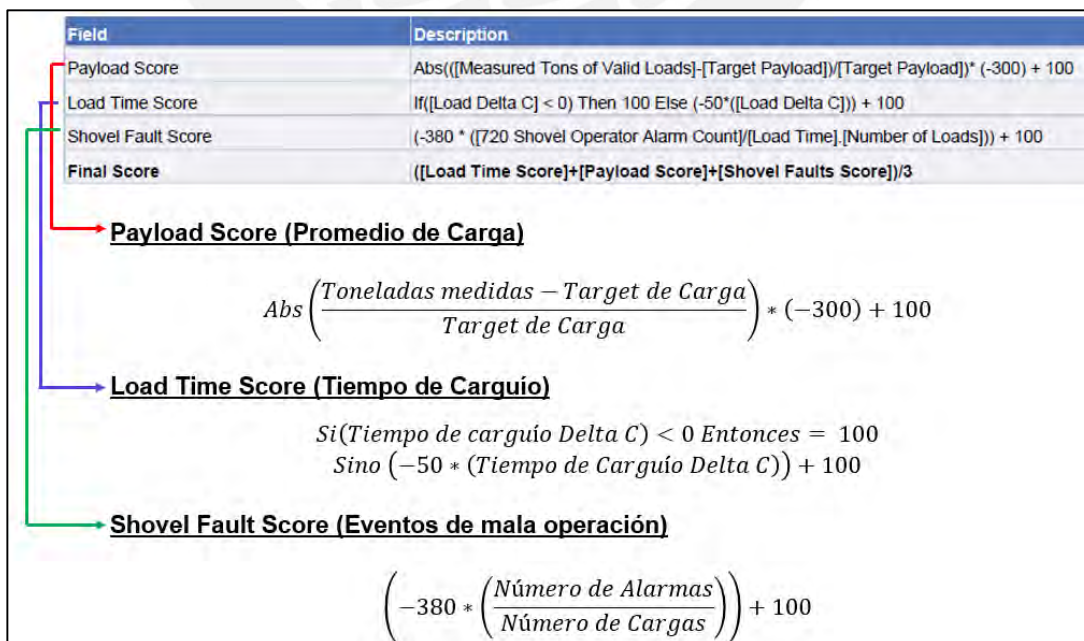 Field Description
Payload Score Abs(([Measured Tons of Valid Loads]-[Target Payload])/[Target Payload])* (-300) + 100
Load Time Score If([Load Delta C] < 0) Then 100 Else (-50*([Load Delta C])) + 100
Shovel Fault Score (-380 * ([720 Shovel Operator Alarm Count]/[Load Time].[Number of Loads])) + 100
Final Score ([Load Time Score]+[Payload Score]+[Shovel Faults Score])/3
Payload Score (Promedio de Carga)
Abs(Toneladas medidas − Target de Carga / Target de Carga) * (−300) + 100
Load Time Score (Tiempo de Carguío)
Si(Tiempo de carguío Delta C) < 0 Entonces = 100
Sino (−50 * (Tiempo de Carguío Delta C)) + 100
Shovel Fault Score (Eventos de mala operación)
(−380 * (Número de Alarmas / Número de Cargas)) + 100